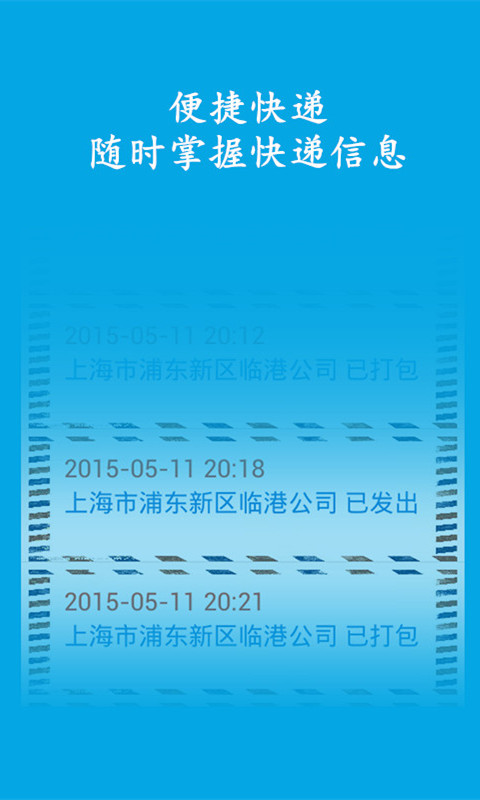 便捷快递
随时掌握快递信息
2015-05-11 20:12
上海市浦东新区临港公司 已打包
2015-05-11 20:18
上海市浦东新区临港公司 已发出
2015-05-11 20:21
上海市浦东新区临港公司 已打包